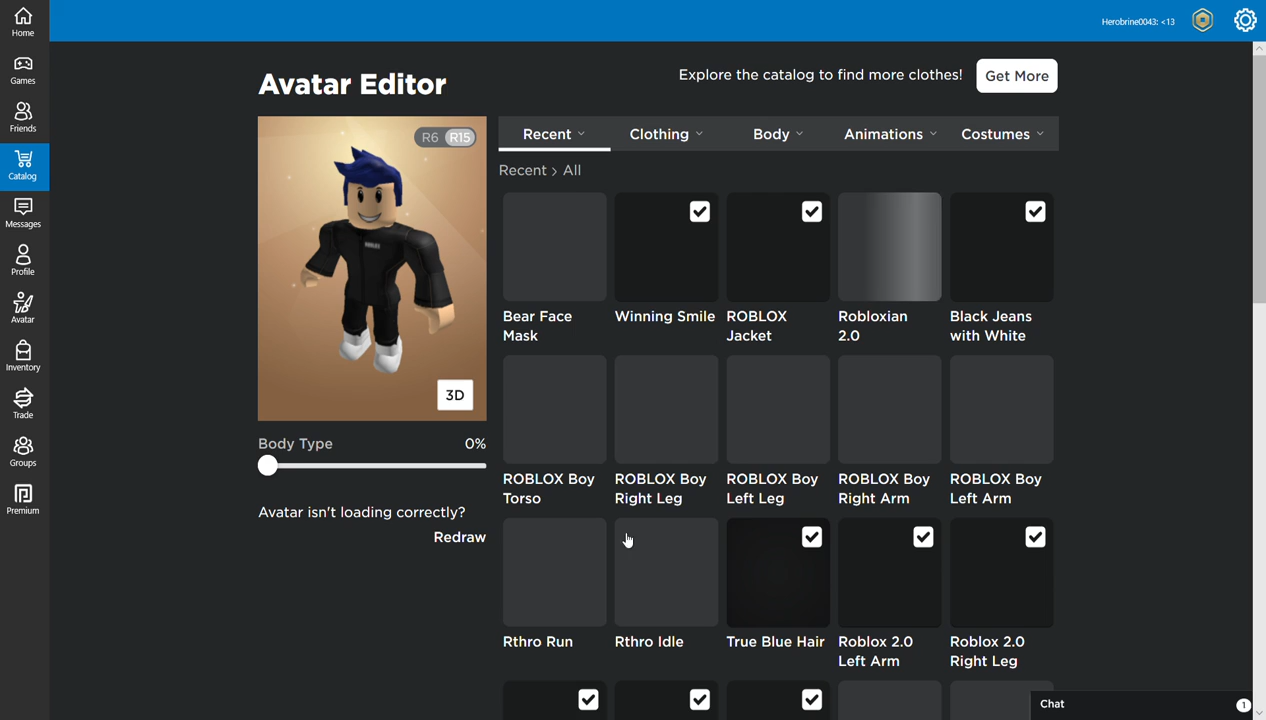 Home
Games
Friends
Catalog
Messages
Profile
Avatar
Inventory
Trade
Groups
Premium
Herobrine0043: <13
Avatar Editor
Explore the catalog to find more clothes!
Get More
R6 R15
ROBLOX
3D
Body Type 0%
Avatar isn't loading correctly?
Redraw
Recent Clothing Body Animations Costumes
Recent > All
Bear Face
Mask
Winning Smile
ROBLOX
Jacket
Robloxian
2.0
Black Jeans
with White
ROBLOX Boy
Torso
ROBLOX Boy
Right Leg
ROBLOX Boy
Left Leg
ROBLOX Boy
Right Arm
ROBLOX Boy
Left Arm
Rthro Run
Rthro Idle
True Blue Hair
Roblox 2.0
Left Arm
Roblox 2.0
Right Leg
Chat 1